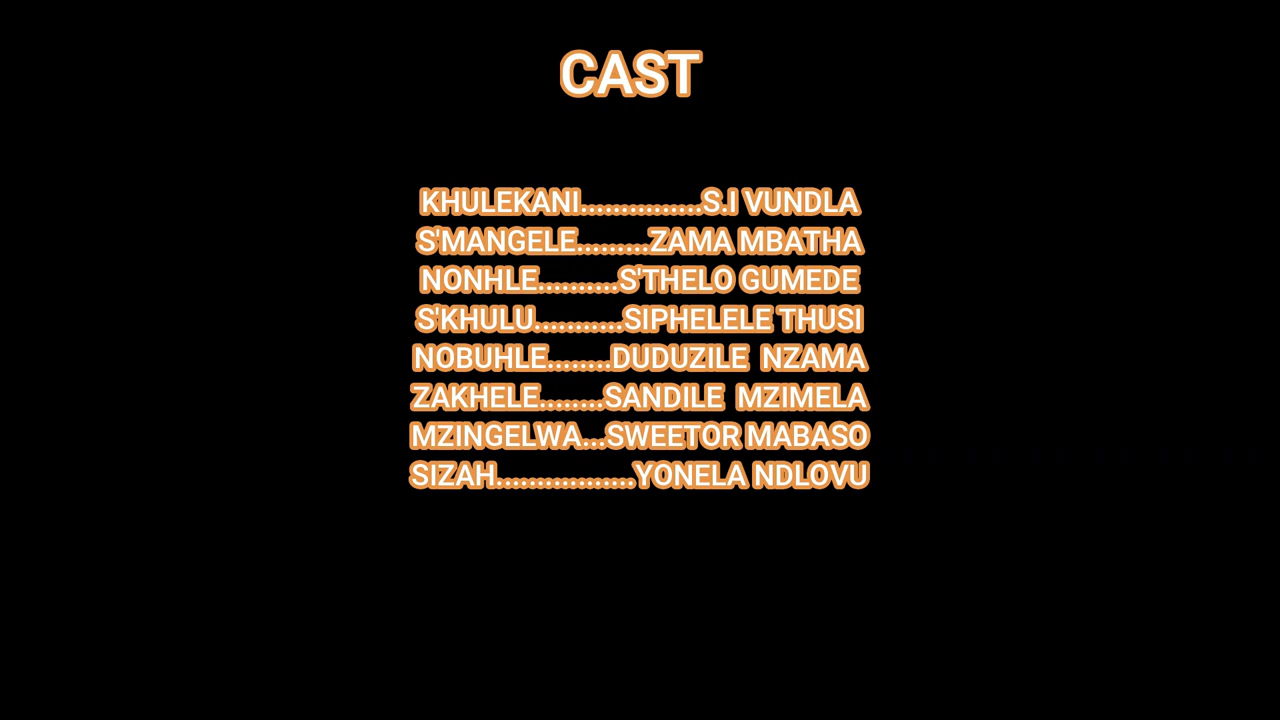 CAST
KHULEKANI...............S.I VUNDLA
S'MANGELE.........ZAMA MBATHA
NONHLE..........S'THELO GUMEDE
S'KHULU...........SIPHELELE THUSI
NOBUHLE........DUDUZILE  NZAMA
ZAKHELE........SANDILE  MZIMELA
MZINGELWA...SWEETOR MABASO
SIZAH.................YONELA NDLOVU